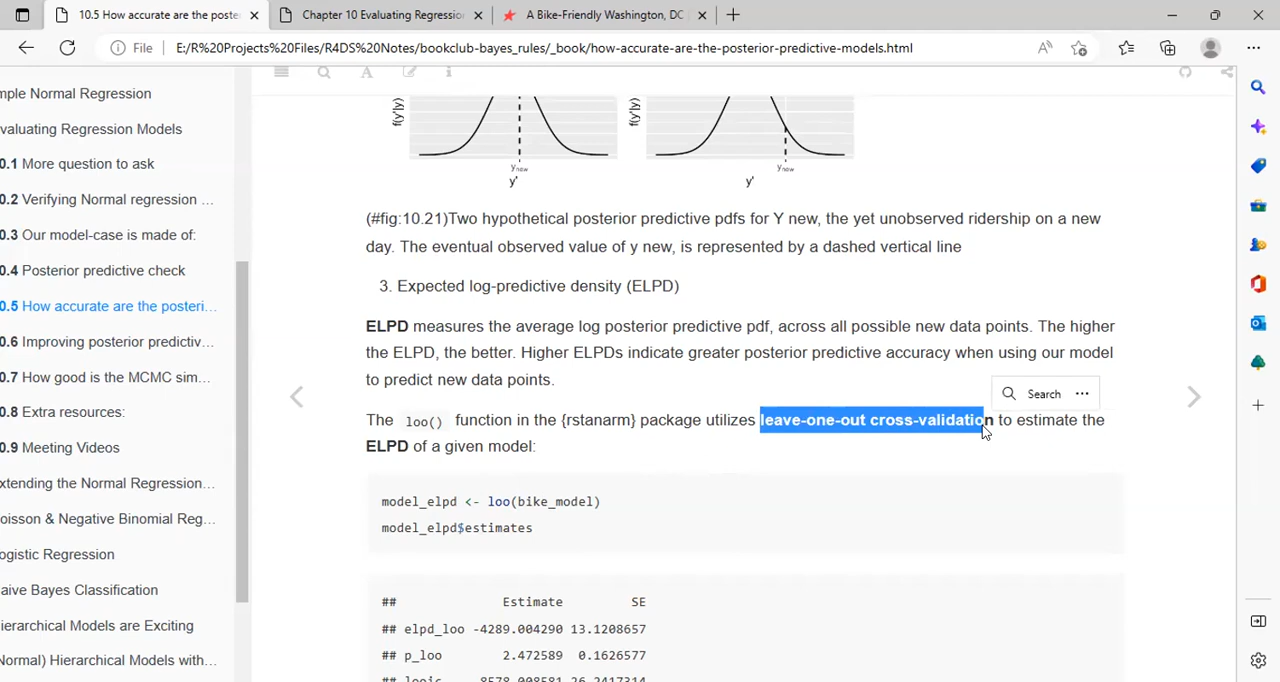 10.5 How accurate are the poste
Chapter 10 Evaluating Regressio
A Bike-Friendly Washington, DC
File
E:/R%20Projects%20Files/R4DS%20Notes/bookclub-bayes_rules/_book/how-accurate-are-the-posterior-predictive-models.html
mple Normal Regression
valuating Regression Models
0.1 More question to ask
0.2 Verifying Normal regression ...
0.3 Our model-case is made of:
0.4 Posterior predictive check
0.5 How accurate are the posteri...
0.6 Improving posterior predictiv...
0.7 How good is the MCMC sim...
0.8 Extra resources:
0.9 Meeting Videos
xtending the Normal Regression...
oisson & Negative Binomial Reg...
ogistic Regression
aive Bayes Classification
ierarchical Models are Exciting
Normal) Hierarchical Models with...
f(y'|y)
f(y'|y)
ynew
ynew
y'
y'
(#fig:10.21)Two hypothetical posterior predictive pdfs for Y new, the yet unobserved ridership on a new
day. The eventual observed value of y new, is represented by a dashed vertical line
3. Expected log-predictive density (ELPD)
ELPD measures the average log posterior predictive pdf, across all possible new data points. The higher
the ELPD, the better. Higher ELPDs indicate greater posterior predictive accuracy when using our model
to predict new data points.
Search
The loo() function in the {rstanarm} package utilizes leave-one-out cross-validation to estimate the
ELPD of a given model:
model_elpd <- loo(bike_model)
model_elpd$estimates
## Estimate SE
## elpd_loo -4289.004290 13.1208657
## p_loo 2.472589 0.1626577
## looic 8578.008581 26.2417314